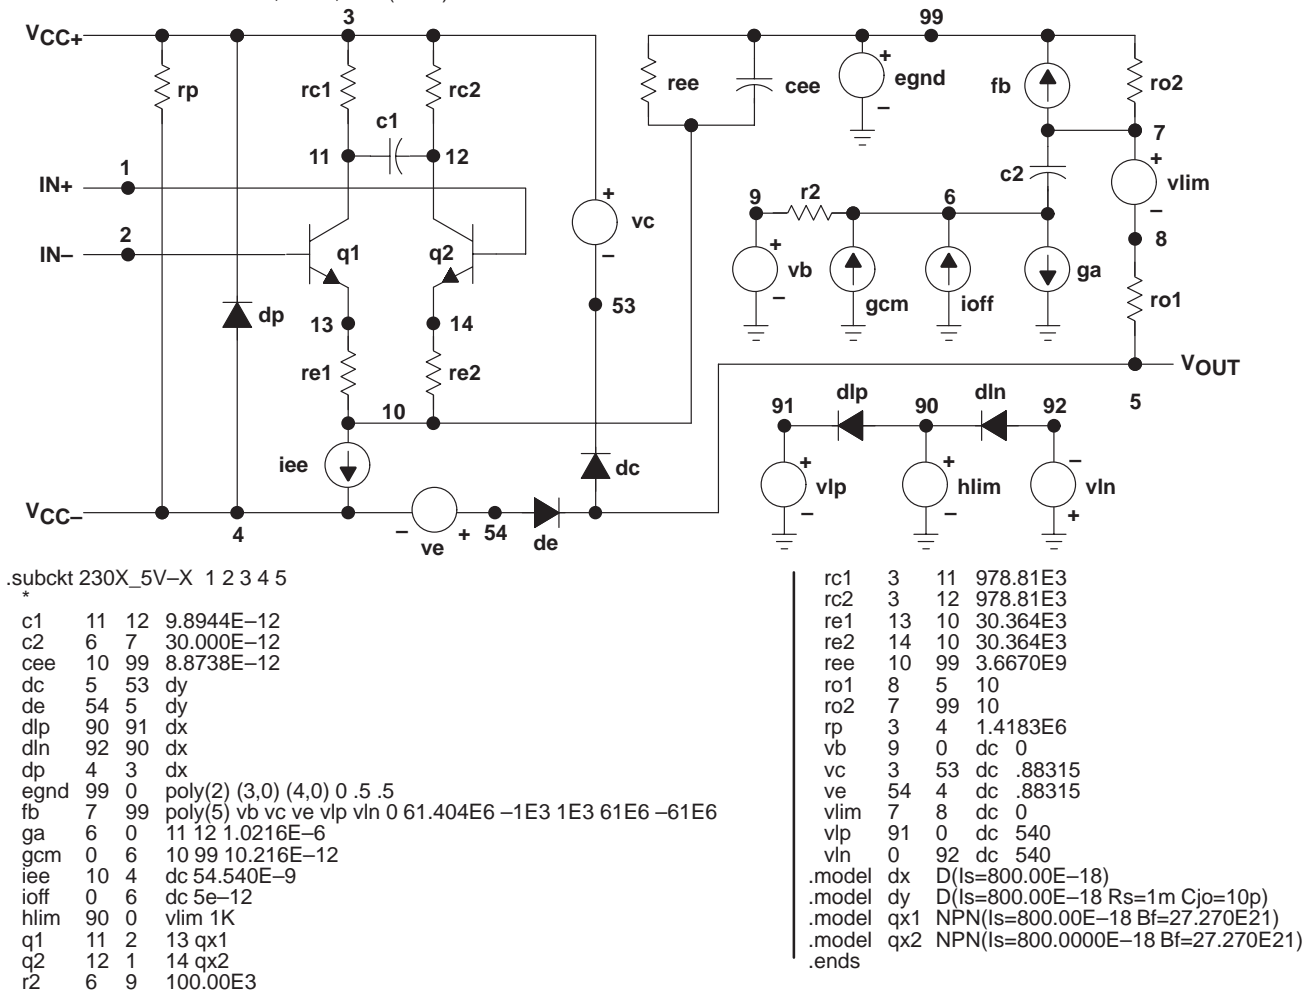 3
99
VCC+
rp
rc1
rc2
ree
cee
+
egnd
−
fb
ro2
c1
11
12
7
1
IN+
c2
+
vlim
−
9
r2
6
+
vc
−
2
IN−
q1
q2
8
+
vb
−
gcm
ioff
ga
53
ro1
dp
13
14
re1
re2
VOUT
5
10
91
dlp
90
dln
92
iee
dc
+
vlp
−
+
hlim
−
−
vln
+
VCC−
4
−
ve
+
54
de
.subckt 230X_5V−X 1 2 3 4 5
*
c1 11 12 9.8944E−12
c2 6 7 30.000E−12
cee 10 99 8.8738E−12
dc 5 53 dy
de 54 5 dy
dlp 90 91 dx
dln 92 90 dx
dp 4 3 dx
egnd 99 0 poly(2) (3,0) (4,0) 0 .5 .5
fb 7 99 poly(5) vb vc ve vlp vln 0 61.404E6 −1E3 1E3 61E6 −61E6
ga 6 0 11 12 1.0216E−6
gcm 0 6 10 99 10.216E−12
iee 10 4 dc 54.540E−9
ioff 0 6 dc 5e−12
hlim 90 0 vlim 1K
q1 11 2 13 qx1
q2 12 1 14 qx2
r2 6 9 100.00E3
rc1 3 11 978.81E3
rc2 3 12 978.81E3
re1 13 10 30.364E3
re2 14 10 30.364E3
ree 10 99 3.6670E9
ro1 8 5 10
ro2 7 99 10
rp 3 4 1.4183E6
vb 9 0 dc 0
vc 3 53 dc .88315
ve 54 4 dc .88315
vlim 7 8 dc 0
vlp 91 0 dc 540
vln 0 92 dc 540
.model dx D(Is=800.00E−18)
.model dy D(Is=800.00E−18 Rs=1m Cjo=10p)
.model qx1 NPN(Is=800.00E−18 Bf=27.270E21)
.model qx2 NPN(Is=800.0000E−18 Bf=27.270E21)
.ends